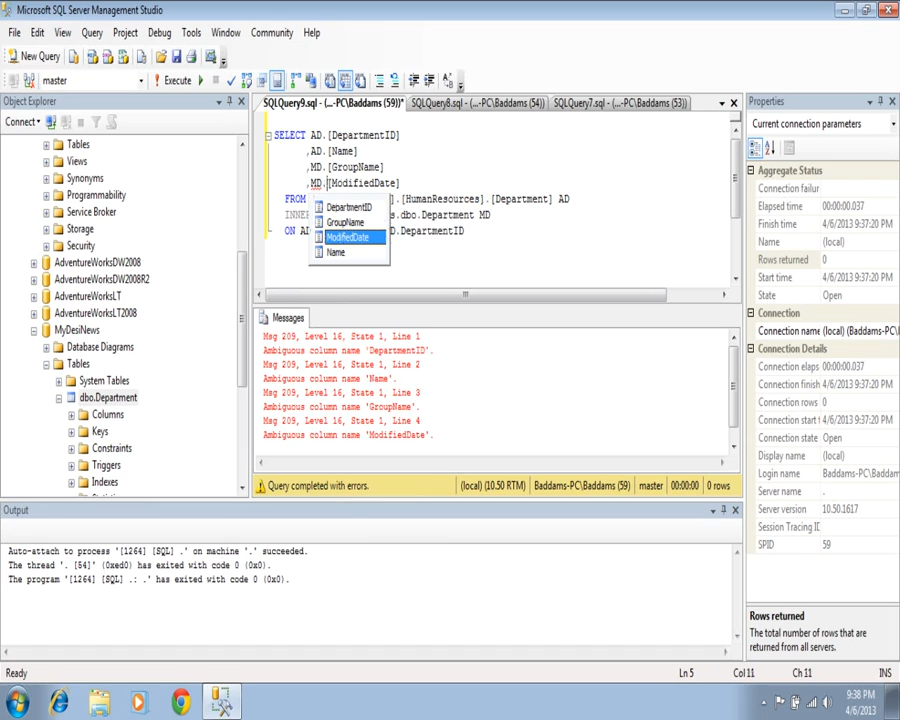 Microsoft SQL Server Management Studio
File Edit View Query Project Debug Tools Window Community Help
New Query
master Execute
Object Explorer
Connect
Tables
Views
Synonyms
Programmability
Service Broker
Storage
Security
AdventureWorksDW2008
AdventureWorksDW2008R2
AdventureWorksLT
AdventureWorksLT2008
MyDesiNews
Database Diagrams
Tables
System Tables
dbo.Department
Columns
Keys
Constraints
Triggers
Indexes
SQLQuery9.sql - (...-PC\Baddams (59))* SQLQuery8.sql - (...-PC\Baddams (54)) SQLQuery7.sql - (...-PC\Baddams (53))
SELECT AD.[DepartmentID]
,AD.[Name]
,MD.[GroupName]
,MD.[ModifiedDate]
FROM ].[HumanResources].[Department] AD
INNER s.dbo.Department MD
ON AD D.DepartmentID
DepartmentID
GroupName
ModifiedDate
Name
Messages
Msg 209, Level 16, State 1, Line 1
Ambiguous column name 'DepartmentID'.
Msg 209, Level 16, State 1, Line 2
Ambiguous column name 'Name'.
Msg 209, Level 16, State 1, Line 3
Ambiguous column name 'GroupName'.
Msg 209, Level 16, State 1, Line 4
Ambiguous column name 'ModifiedDate'.
Query completed with errors. (local) (10.50 RTM) Baddams-PC\Baddams (59) master 00:00:00 0 rows
Properties
Current connection parameters
Aggregate Status
Connection failur
Elapsed time 00:00:00.037
Finish time 4/6/2013 9:37:20 PM
Name (local)
Rows returned 0
Start time 4/6/2013 9:37:20 PM
State Open
Connection
Connection name (local) (Baddams-PC\
Connection Details
Connection elaps 00:00:00.037
Connection finish 4/6/2013 9:37:20 PM
Connection rows 0
Connection start t 4/6/2013 9:37:20 PM
Connection state Open
Display name (local)
Login name Baddams-PC\Baddam
Server name .
Server version 10.50.1617
Session Tracing ID
SPID 59
Rows returned
The total number of rows that are
returned from all servers.
Output
Auto-attach to process '[1264] [SQL] .' on machine '.' succeeded.
The thread '. [54]' (0xed0) has exited with code 0 (0x0).
The program '[1264] [SQL] .: .' has exited with code 0 (0x0).
Ready Ln 5 Col 11 Ch 11 INS
9:38 PM
4/6/2013